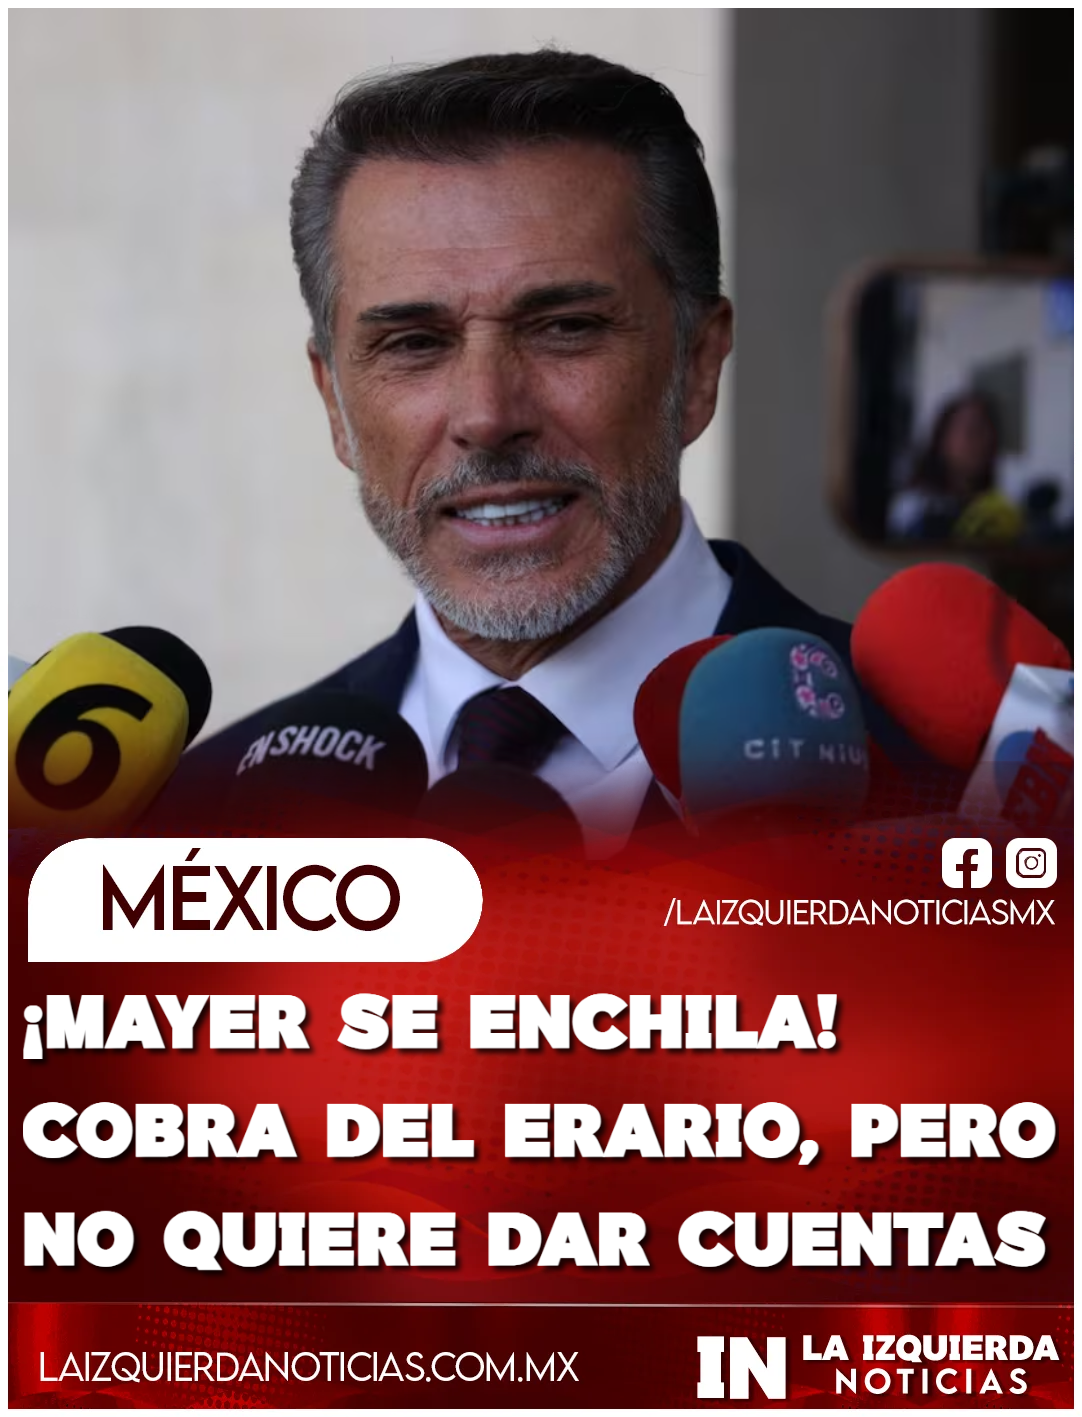 6
EN SHOCK
CIT NIU
MÉXICO
/LAIZQUIERDANOTICIASMX
¡MAYER SE ENCHILA!
COBRA DEL ERARIO, PERO
NO QUIERE DAR CUENTAS
LAIZQUIERDANOTICIAS.COM.MX
IN LA IZQUIERDA
NOTICIAS